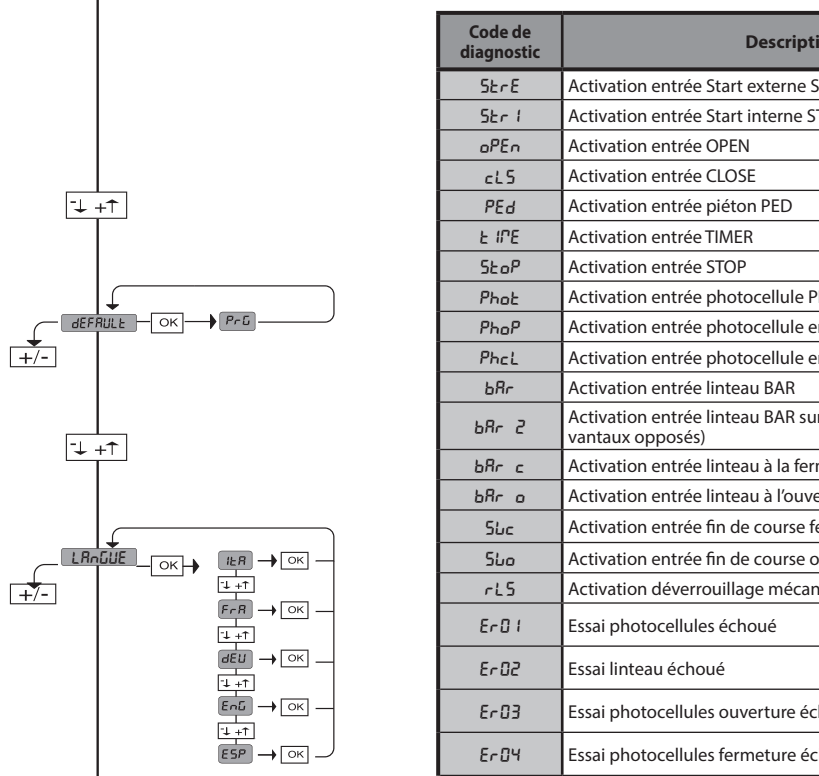 -↓ +↑
dEFAULt
OK
PrG
+/-
-↓ +↑
LAnGUE
OK
+/-
ItA
OK
-↓ +↑
FrA
OK
-↓ +↑
dEU
OK
-↓ +↑
EnG
OK
-↓ +↑
ESP
OK
Code de
diagnostic
Descripti
StrE
Activation entrée Start externe S
Str I
Activation entrée Start interne ST
oPEn
Activation entrée OPEN
cLS
Activation entrée CLOSE
PEd
Activation entrée piéton PED
tIME
Activation entrée TIMER
StoP
Activation entrée STOP
Phot
Activation entrée photocellule P
PhoP
Activation entrée photocellule e
PhcL
Activation entrée photocellule e
bAr
Activation entrée linteau BAR
bAr 2
Activation entrée linteau BAR sur
vantaux opposés)
bAr c
Activation entrée linteau à la fer
bAr o
Activation entrée linteau à l'ouve
SWc
Activation entrée fin de course fe
SWo
Activation entrée fin de course o
rLS
Activation déverrouillage mécan
Er01
Essai photocellules échoué
Er02
Essai linteau échoué
Er03
Essai photocellules ouverture éc
Er04
Essai photocellules fermeture éc